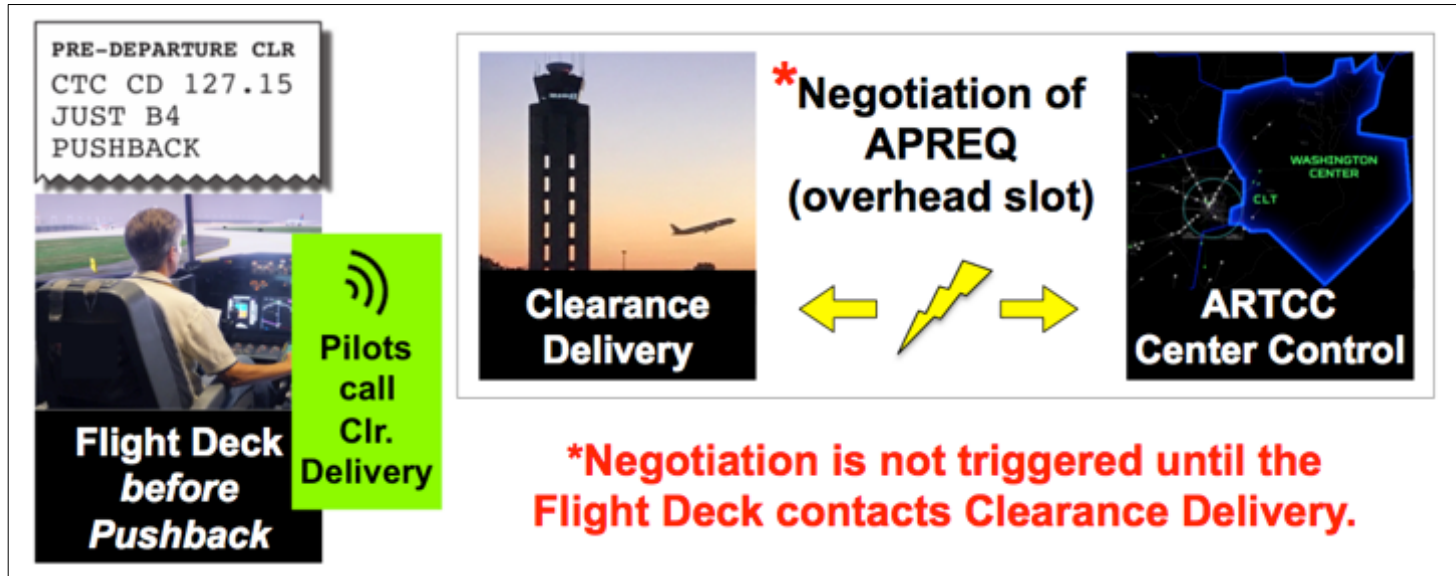 PRE-DEPARTURE CLR
CTC CD 127.15
JUST B4
PUSHBACK
Flight Deck
before
Pushback
Pilots
call
Clr.
Delivery
Clearance
Delivery
*Negotiation of
APREQ
(overhead slot)
WASHINGTON
CENTER
CLT
ARTCC
Center Control
*Negotiation is not triggered until the
Flight Deck contacts Clearance Delivery.